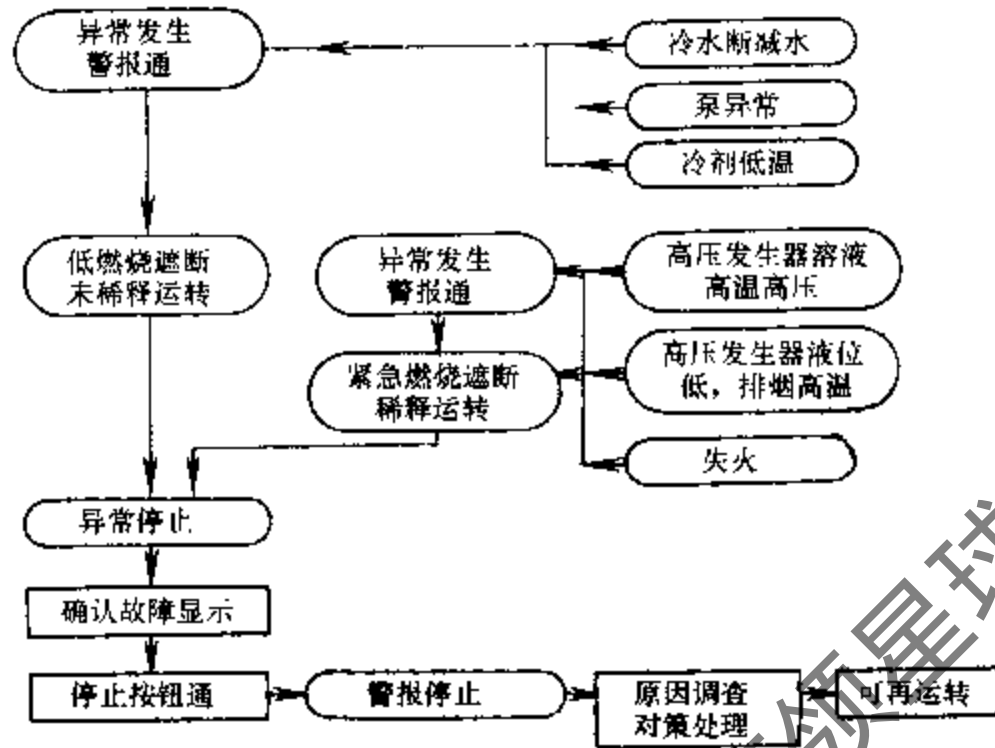 异常发生
警报通
冷水断减水
泵异常
冷剂低温
低燃烧遮断
未稀释运转
异常发生
警报通
高压发生器溶液
高温高压
紧急燃烧遮断
稀释运转
高压发生器液位
低，排烟高温
失火
异常停止
确认故障显示
停止按钮通
警报停止
原因调查
对策处理
可再运转
领星球